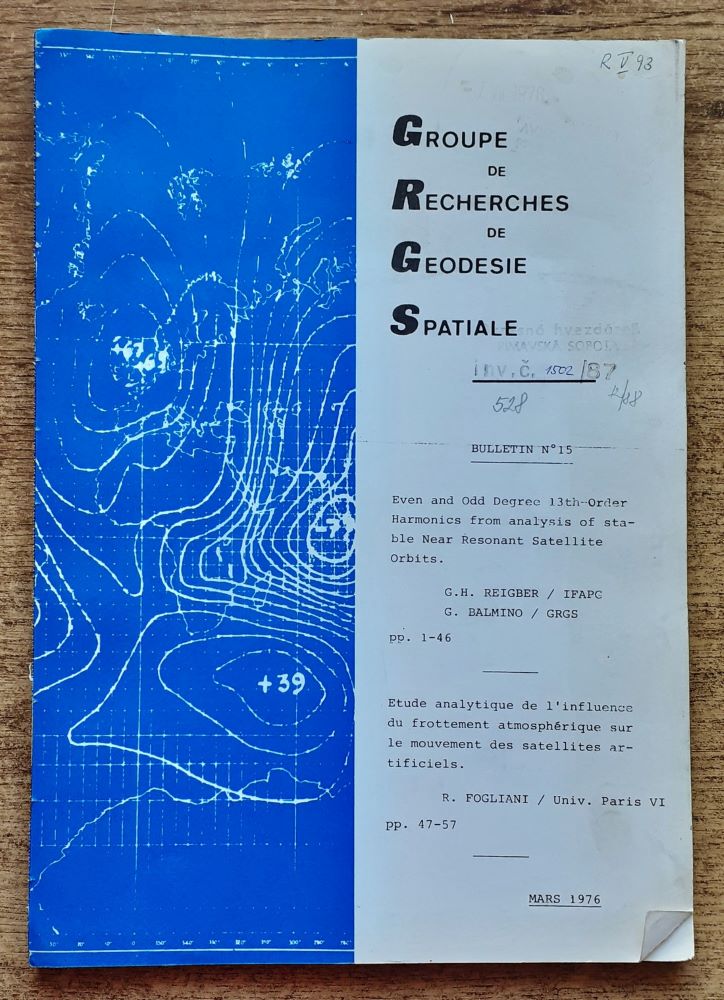 R V 93
GROUPE
DE
RECHERCHES
DE
GEODESIE
SPATIALE
hvezdáreň
RIMAVSKÁ SOBOTA
inv.č. 1502/87
528
BULLETIN N°15
Even and Odd Degree 13th-Order
Harmonics from analysis of sta-
ble Near Resonant Satellite
Orbits.
G.H. REIGBER / IFAPG
G. BALMINO / GRGS
pp. 1-46
Etude analytique de l'influence
du frottement atmosphérique sur
le mouvement des satellites ar-
tificiels.
R. FOGLIANI / Univ. Paris VI
pp. 47-57
MARS 1976
+39